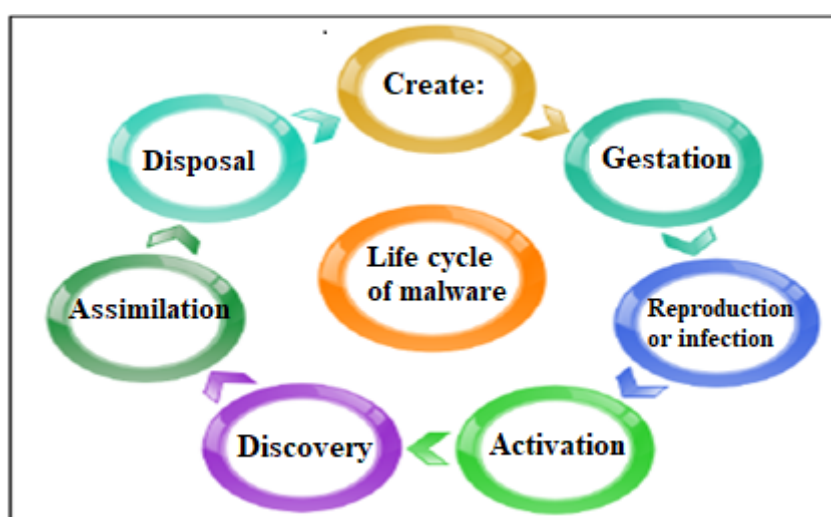 Create:
Gestation
Reproduction
or infection
Activation
Discovery
Assimilation
Disposal
Life cycle
of malware